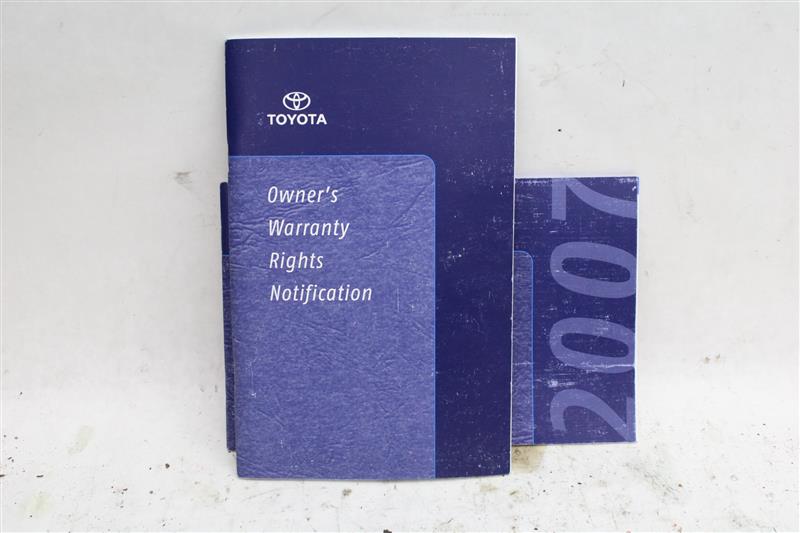 TOYOTA
Owner's
Warranty
Rights
Notification
2007